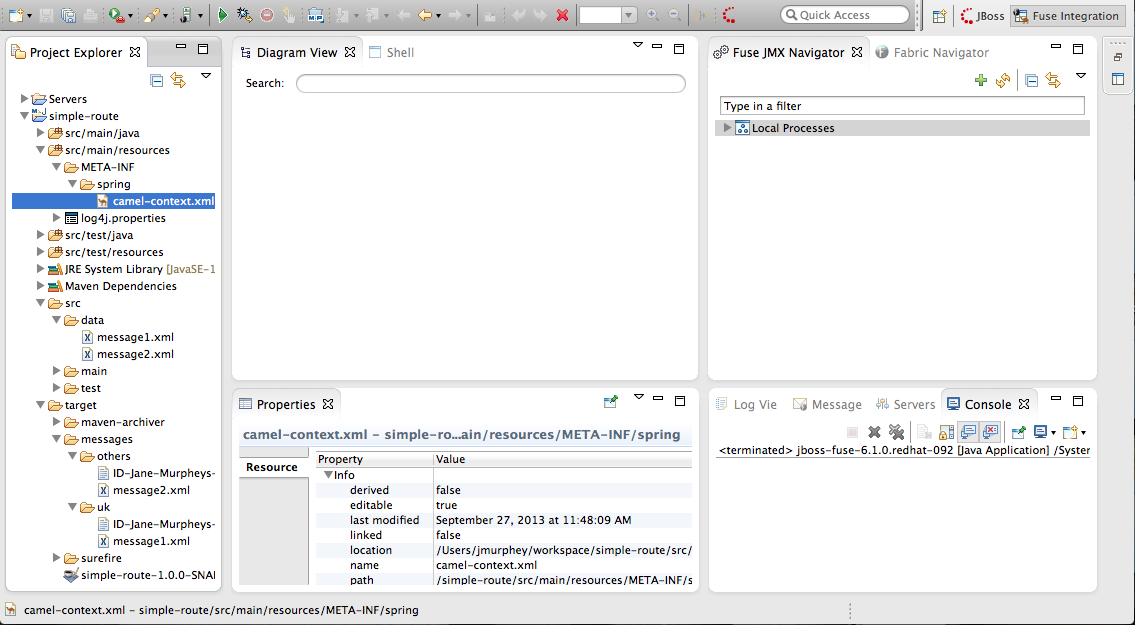 Quick Access
JBoss
Fuse Integration
Project Explorer
Servers
simple-route
src/main/java
src/main/resources
META-INF
spring
camel-context.xml
log4j.properties
src/test/java
src/test/resources
JRE System Library [JavaSE-1
Maven Dependencies
src
data
message1.xml
message2.xml
main
test
target
maven-archiver
messages
others
ID-Jane-Murpheys-
message2.xml
uk
ID-Jane-Murpheys-
message1.xml
surefire
simple-route-1.0.0-SNAI
Diagram View
Shell
Search:
Fuse JMX Navigator
Fabric Navigator
Type in a filter
Local Processes
Properties
camel-context.xml - simple-ro...ain/resources/META-INF/spring
Resource
Property Value
Info
derived false
editable true
last modified September 27, 2013 at 11:48:09 AM
linked false
location /Users/jmurphey/workspace/simple-route/src/
name camel-context.xml
path /simple-route/src/main/resources/META-INF/s
Log Vie
Message
Servers
Console
<terminated> jboss-fuse-6.1.0.redhat-092 [Java Application] /System
camel-context.xml - simple-route/src/main/resources/META-INF/spring